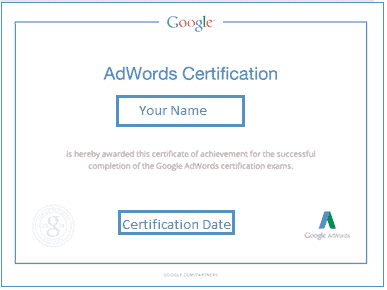 Google
AdWords Certification
Your Name
is hereby awarded this certificate of achievement for the successful
completion of the Google AdWords certification exams.
Certification Date
Google AdWords
GOOGLE.COM/PARTNERS